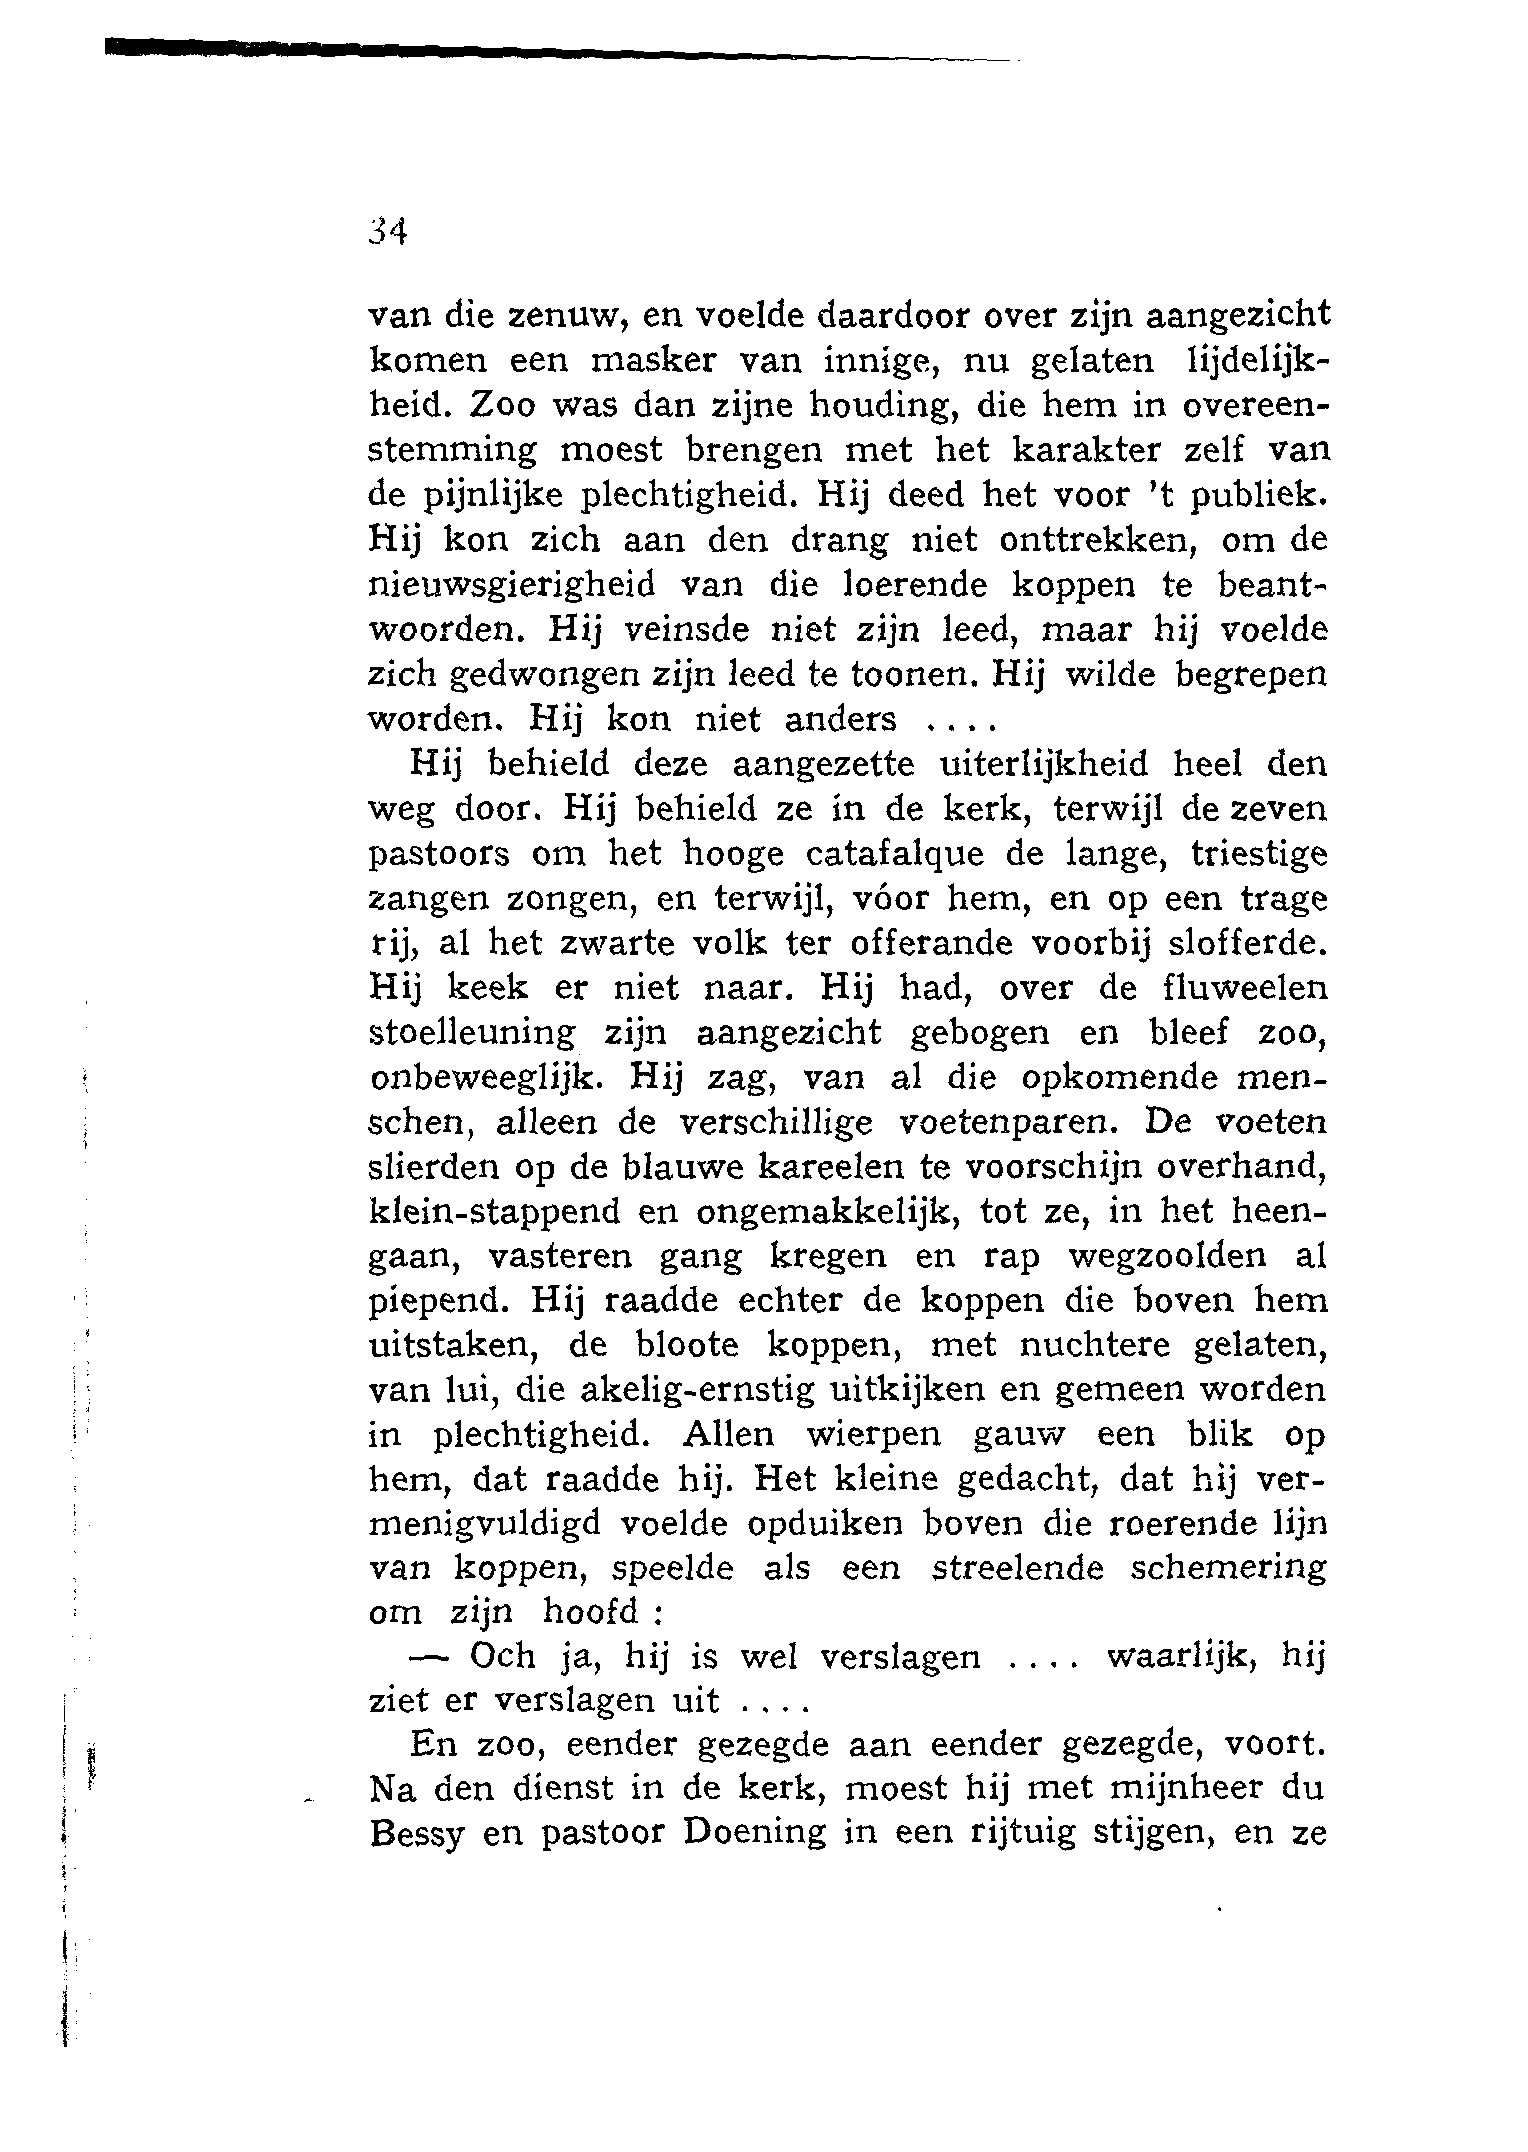 34
van die zenuw, en voelde daardoor over zijn aangezicht
komen een masker van innige, nu gelaten lijdelijk-
heid. Zoo was dan zijne houding, die hem in overeen-
stemming moest brengen met het karakter zelf van
de pijnlijke plechtigheid. Hij deed het voor 't publiek.
Hij kon zich aan den drang niet onttrekken, om de
nieuwsgierigheid van die loerende koppen te beant-
woorden. Hij veinsde niet zijn leed, maar hij voelde
zich gedwongen zijn leed te toonen. Hij wilde begrepen
worden. Hij kon niet anders ....
Hij behield deze aangezette uiterlijkheid heel den
weg door. Hij behield ze in de kerk, terwijl de zeven
pastoors om het hooge catafalque de lange, triestige
zangen zongen, en terwijl, vóor hem, en op een trage
rij, al het zwarte volk ter offerande voorbij slofferde.
Hij keek er niet naar. Hij had, over de fluweelen
stoelleuning zijn aangezicht gebogen en bleef zoo,
onbeweeglijk. Hij zag, van al die opkomende men-
schen, alleen de verschillige voetenparen. De voeten
slierden op de blauwe kareelen te voorschijn overhand,
klein-stappend en ongemakkelijk, tot ze, in het heen-
gaan, vasteren gang kregen en rap wegzoolden al
piepend. Hij raadde echter de koppen die boven hem
uitstaken, de bloote koppen, met nuchtere gelaten,
van lui, die akelig-ernstig uitkijken en gemeen worden
in plechtigheid. Allen wierpen gauw een blik op
hem, dat raadde hij. Het kleine gedacht, dat hij ver-
menigvuldigd voelde opduiken boven die roerende lijn
van koppen, speelde als een streelende schemering
om zijn hoofd :
— Och ja, hij is wel verslagen .... waarlijk, hij
ziet er verslagen uit ....
En zoo, eender gezegde aan eender gezegde, voort.
Na den dienst in de kerk, moest hij met mijnheer du
Bessy en pastoor Doening in een rijtuig stijgen, en ze